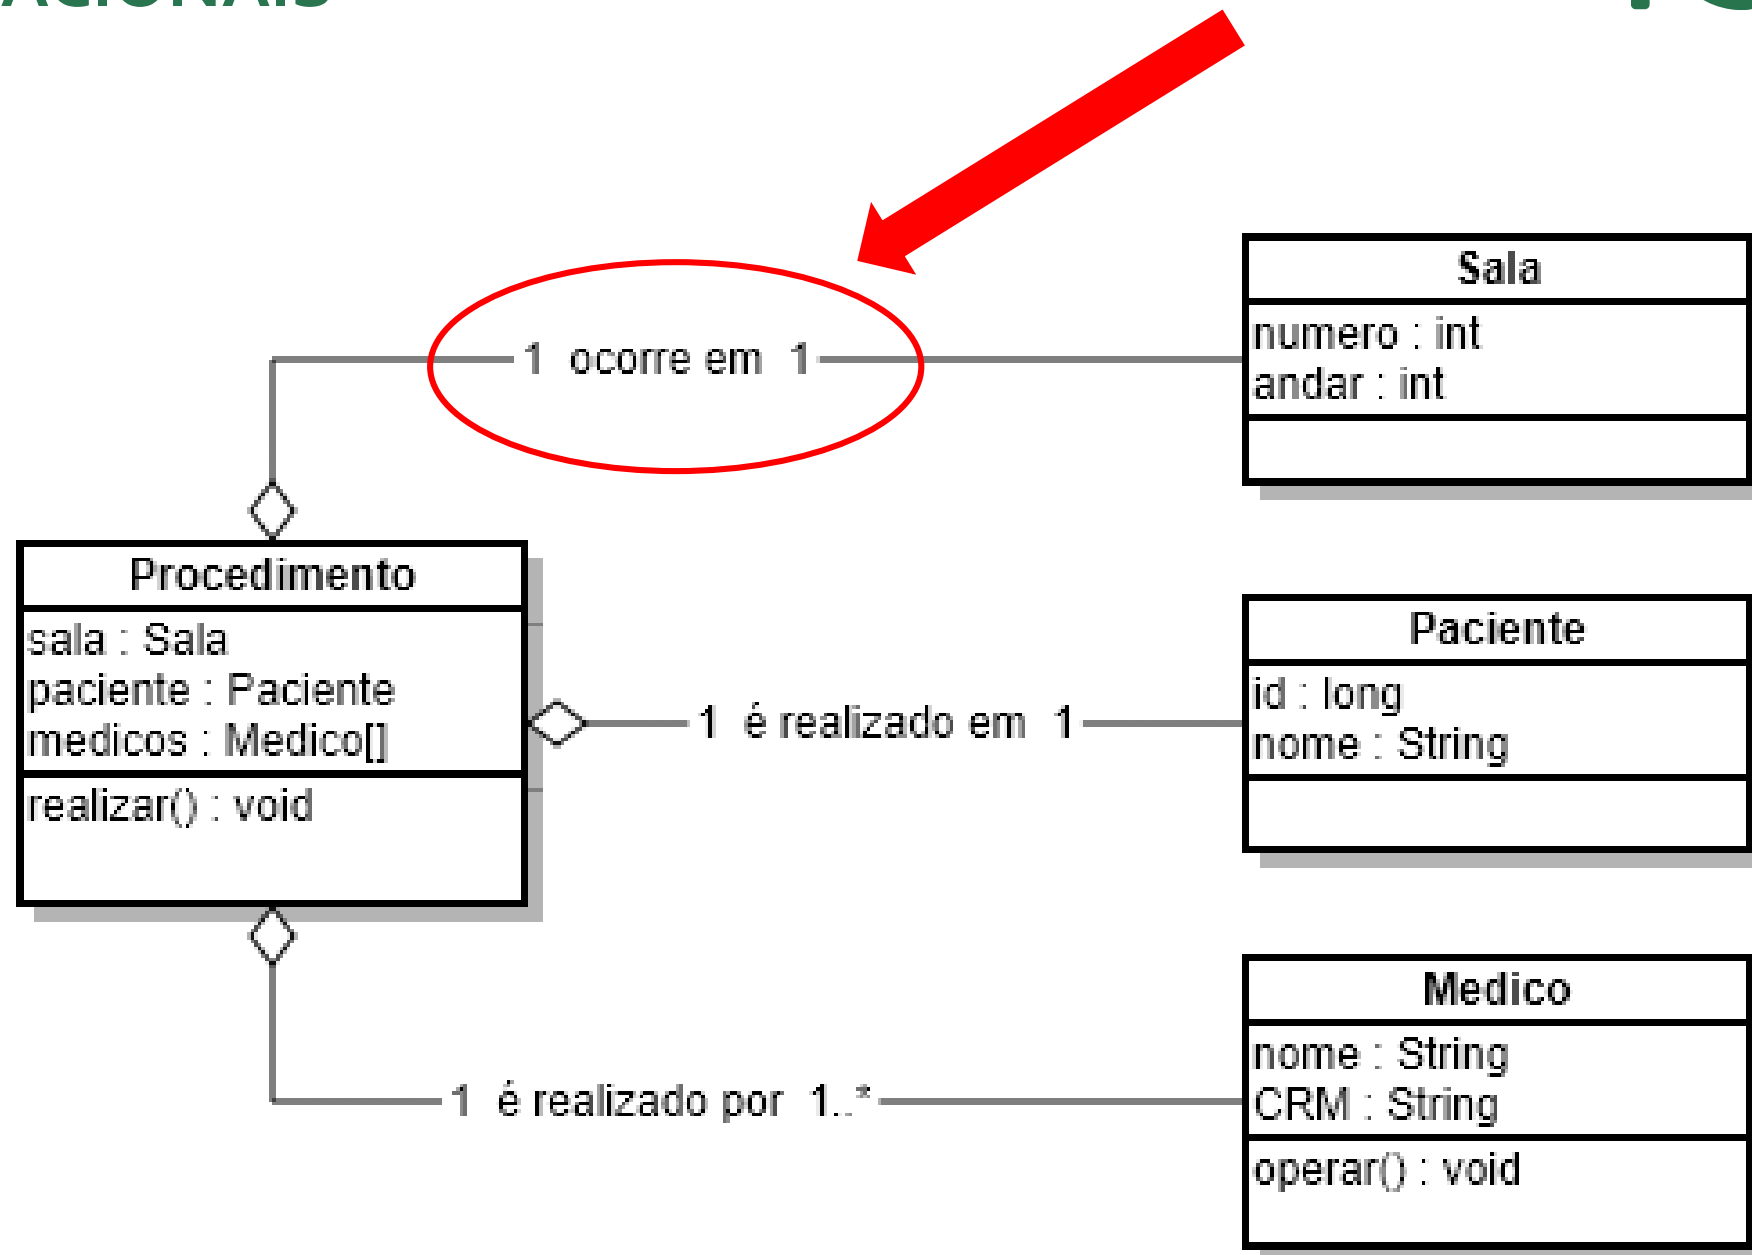 1 ocorre em 1
Sala
numero : int
andar : int
Procedimento
sala : Sala
paciente : Paciente
medicos : Medico[]
realizar() : void
1 é realizado em 1
Paciente
id : long
nome : String
1 é realizado por 1..*
Medico
nome : String
CRM : String
operar() : void